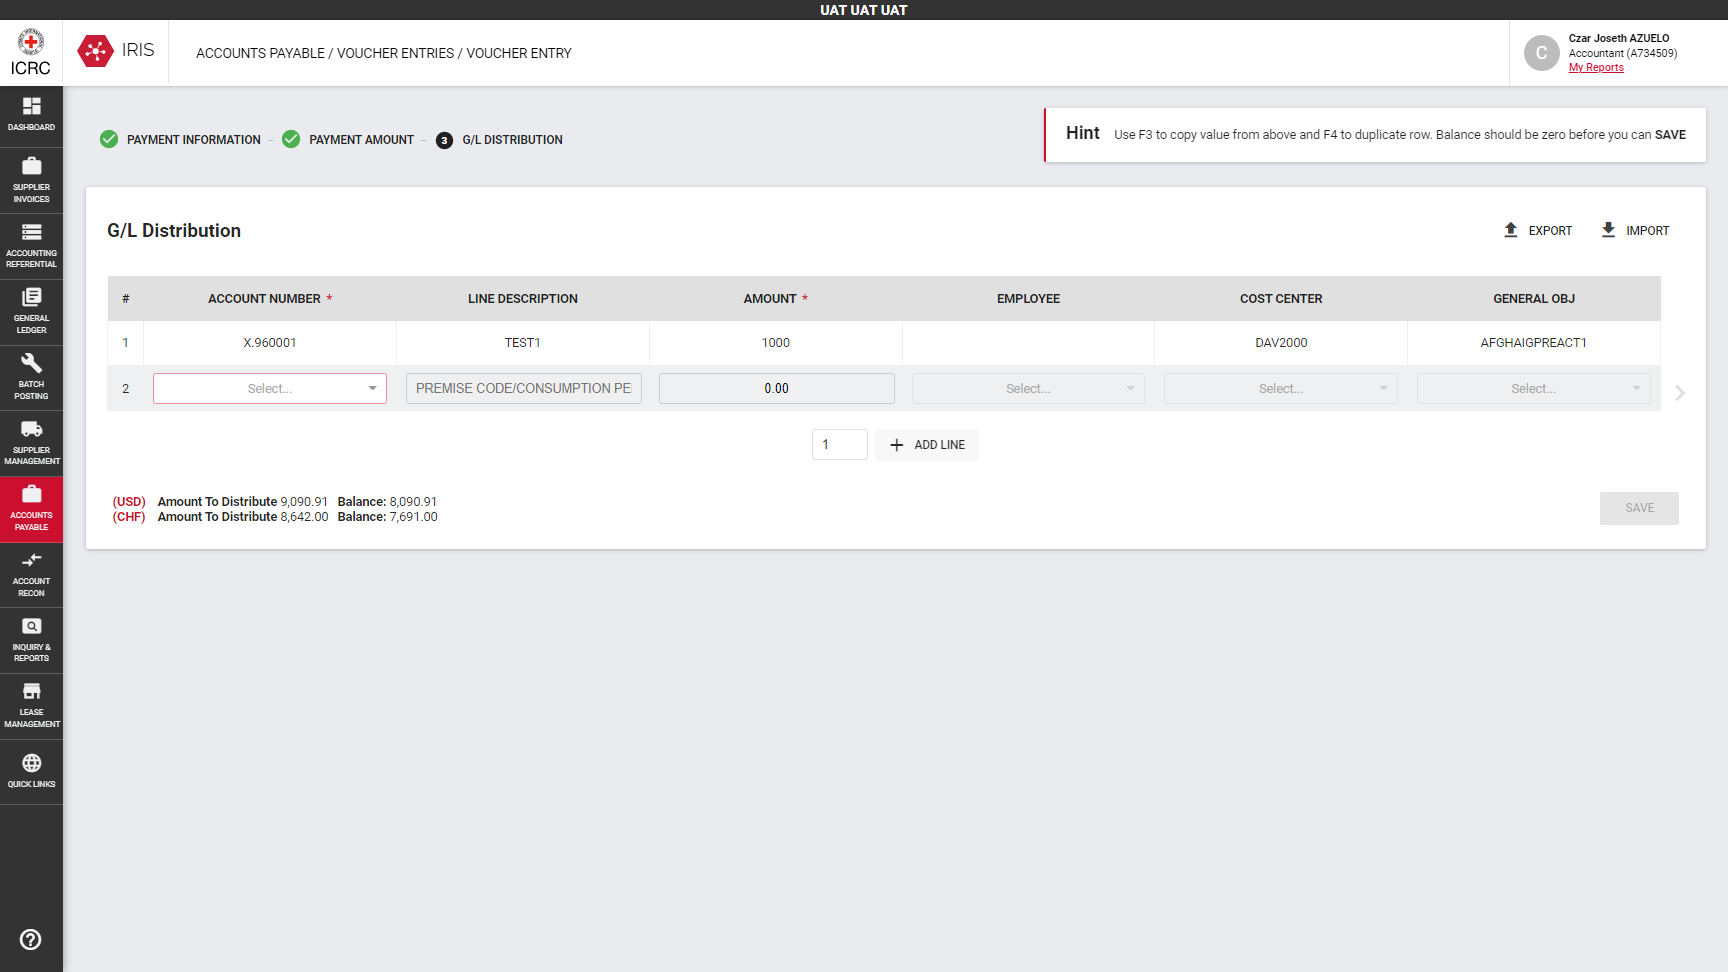 UAT UAT UAT
ICRC
IRIS
ACCOUNTS PAYABLE / VOUCHER ENTRIES / VOUCHER ENTRY
C
Czar Joseth AZUELO
Accountant (A734509)
My Reports
DASHBOARD
SUPPLIER
INVOICES
ACCOUNTING
REFERENTIAL
GENERAL
LEDGER
BATCH
POSTING
SUPPLIER
MANAGEMENT
ACCOUNTS
PAYABLE
ACCOUNT
RECON
INQUIRY &
REPORTS
LEASE
MANAGEMENT
QUICK LINKS
PAYMENT INFORMATION – PAYMENT AMOUNT – 3 G/L DISTRIBUTION
Hint Use F3 to copy value from above and F4 to duplicate row. Balance should be zero before you can SAVE
G/L Distribution
EXPORT IMPORT
# ACCOUNT NUMBER * LINE DESCRIPTION AMOUNT * EMPLOYEE COST CENTER GENERAL OBJ
1 X.960001 TEST1 1000 DAV2000 AFGHAIGPREACT1
2 Select... PREMISE CODE/CONSUMPTION PE 0.00 Select... Select... Select...
1 ADD LINE
(USD) Amount To Distribute 9,090.91 Balance: 8,090.91
(CHF) Amount To Distribute 8,642.00 Balance: 7,691.00
SAVE